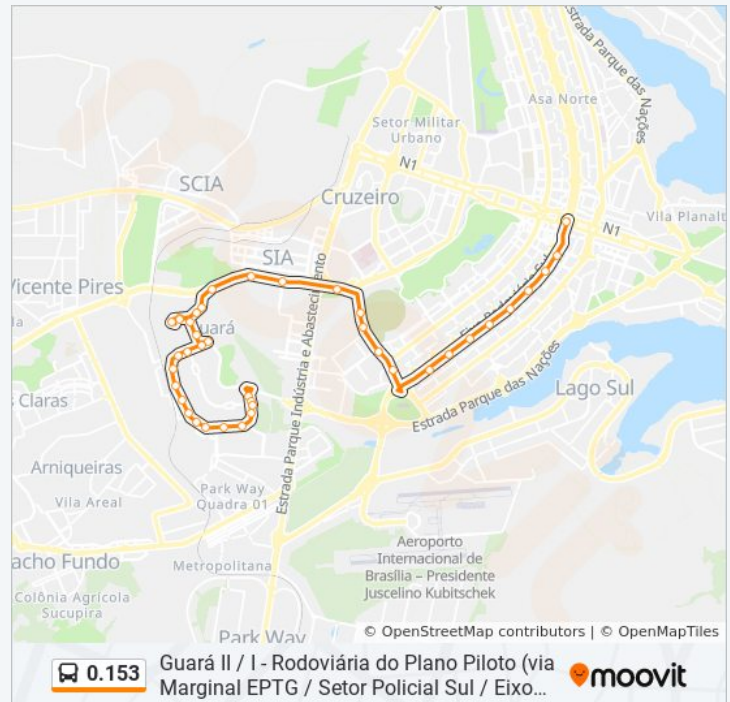 Estrada Parque das Nações
Asa Norte
Setor Militar
Urbano
N1
SCIA
Cruzeiro
Vila Planalt
N1
SIA
Vicente Pires
Eixo Rodoviário Sul
Guará
Estrada Parque Indústria e Abastecimento
Estrada Parque das Nações
Lago Sul
s Claras
Arniqueiras
Vila Areal
Park Way
Quadra 01
Aeroporto
Internacional de
Brasília – Presidente
Juscelino Kubitschek
acho Fundo
Metropolitana
Colônia Agrícola
Sucupira
Park Way
© OpenStreetMap contributors | © OpenMapTiles
0.153
Guará II / I - Rodoviária do Plano Piloto (via
Marginal EPTG / Setor Policial Sul / Eixo...
moovit